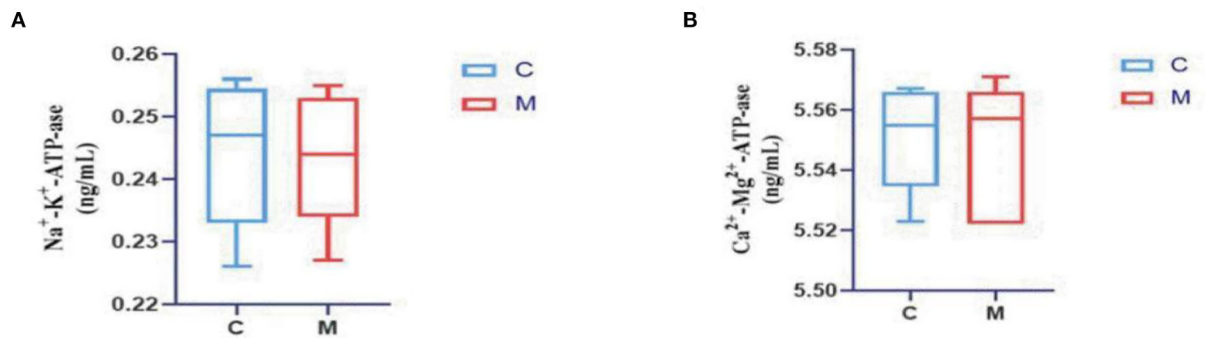 A
Na⁺-K⁺-ATP-ase
(ng/mL)
0.26
0.25
0.24
0.23
0.22
C
M
C
M
B
Ca²⁺-Mg²⁺-ATP-ase
(ng/mL)
5.58
5.56
5.54
5.52
5.50
C
M
C
M